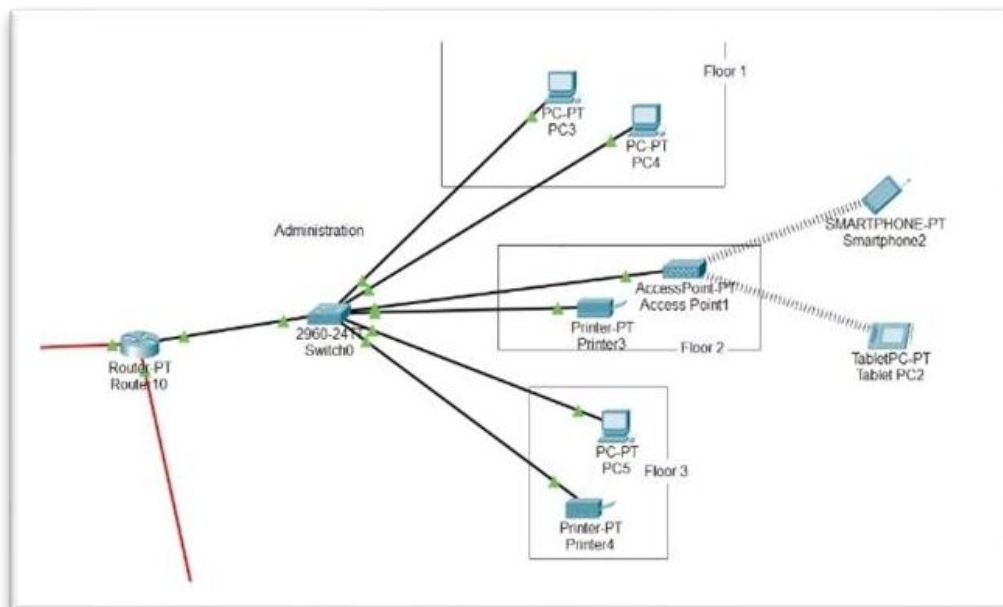 Floor 1
PC-PT
PC3
PC-PT
PC4
Administration
SMARTPHONE-PT
Smartphone2
AccessPoint-PT
Access Point1
2960-24TT
Switch0
Printer-PT
Printer3
Floor 2
Router-PT
Router10
TabletPC-PT
Tablet PC2
PC-PT
PC5
Floor 3
Printer-PT
Printer4